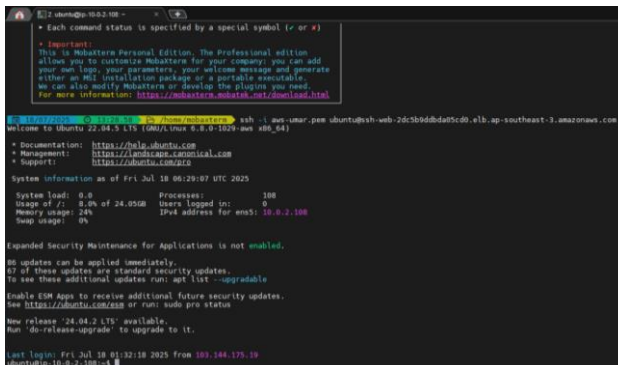 2. ubuntu@ip-10-0-2-108: ~
▸ Each command status is specified by a special symbol (✓ or ✗)
• Important:
This is MobaXterm Personal Edition. The Professional edition
allows you to customize MobaXterm for your company: you can add
your own logo, your parameters, your welcome message and generate
either an MSI installation package or a portable executable.
We can also modify MobaXterm or develop the plugins you need.
For more information: https://mobaxterm.mobatek.net/download.html
18/07/2025 13:28.58 /home/mobaxterm ssh -i aws-umar.pem ubuntu@ssh-web-2dc5b9ddbda05cd0.elb.ap-southeast-3.amazonaws.com
Welcome to Ubuntu 22.04.5 LTS (GNU/Linux 6.8.0-1029-aws x86_64)
* Documentation: https://help.ubuntu.com
* Management: https://landscape.canonical.com
* Support: https://ubuntu.com/pro
System information as of Fri Jul 18 06:29:07 UTC 2025
System load: 0.0 Processes: 108
Usage of /: 8.0% of 24.05GB Users logged in: 0
Memory usage: 24% IPv4 address for ens5: 10.0.2.108
Swap usage: 0%
Expanded Security Maintenance for Applications is not enabled.
86 updates can be applied immediately.
67 of these updates are standard security updates.
To see these additional updates run: apt list --upgradable
Enable ESM Apps to receive additional future security updates.
See https://ubuntu.com/esm or run: sudo pro status
New release '24.04.2 LTS' available.
Run 'do-release-upgrade' to upgrade to it.
Last login: Fri Jul 18 01:32:18 2025 from 103.144.175.19
ubuntu@ip-10-0-2-108:~$